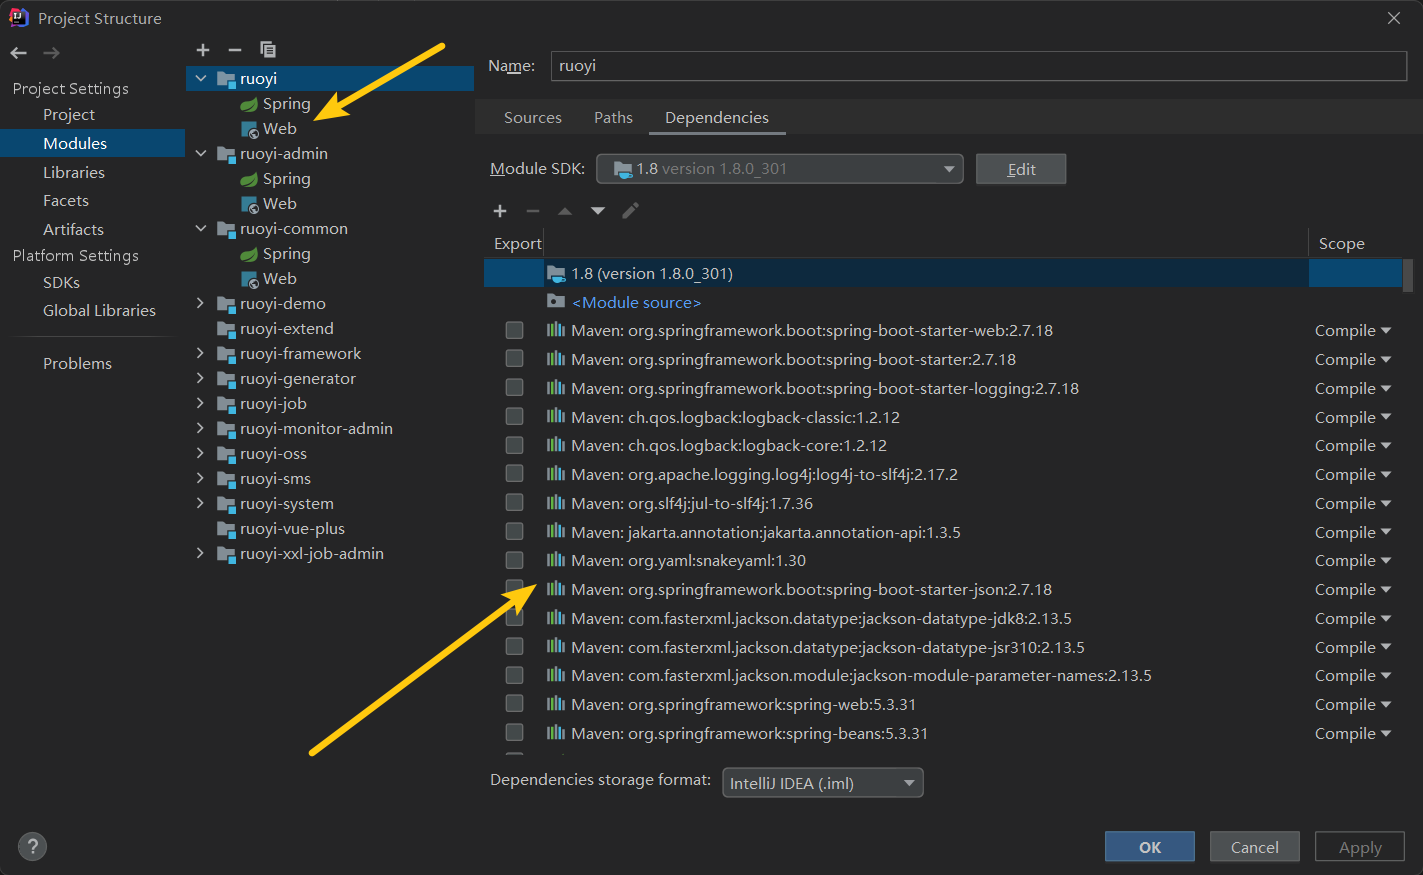 Project Structure
Project Settings
Project
Modules
Libraries
Facets
Artifacts
Platform Settings
SDKs
Global Libraries
Problems
ruoyi
Spring
Web
ruoyi-admin
Spring
Web
ruoyi-common
Spring
Web
ruoyi-demo
ruoyi-extend
ruoyi-framework
ruoyi-generator
ruoyi-job
ruoyi-monitor-admin
ruoyi-oss
ruoyi-sms
ruoyi-system
ruoyi-vue-plus
ruoyi-xxl-job-admin
Name: ruoyi
Sources Paths Dependencies
Module SDK: 1.8 version 1.8.0_301 Edit
Export Scope
1.8 (version 1.8.0_301)
<Module source>
Maven: org.springframework.boot:spring-boot-starter-web:2.7.18 Compile
Maven: org.springframework.boot:spring-boot-starter:2.7.18 Compile
Maven: org.springframework.boot:spring-boot-starter-logging:2.7.18 Compile
Maven: ch.qos.logback:logback-classic:1.2.12 Compile
Maven: ch.qos.logback:logback-core:1.2.12 Compile
Maven: org.apache.logging.log4j:log4j-to-slf4j:2.17.2 Compile
Maven: org.slf4j:jul-to-slf4j:1.7.36 Compile
Maven: jakarta.annotation:jakarta.annotation-api:1.3.5 Compile
Maven: org.yaml:snakeyaml:1.30 Compile
Maven: org.springframework.boot:spring-boot-starter-json:2.7.18 Compile
Maven: com.fasterxml.jackson.datatype:jackson-datatype-jdk8:2.13.5 Compile
Maven: com.fasterxml.jackson.datatype:jackson-datatype-jsr310:2.13.5 Compile
Maven: com.fasterxml.jackson.module:jackson-module-parameter-names:2.13.5 Compile
Maven: org.springframework:spring-web:5.3.31 Compile
Maven: org.springframework:spring-beans:5.3.31 Compile
Dependencies storage format: IntelliJ IDEA (.iml)
? OK Cancel Apply